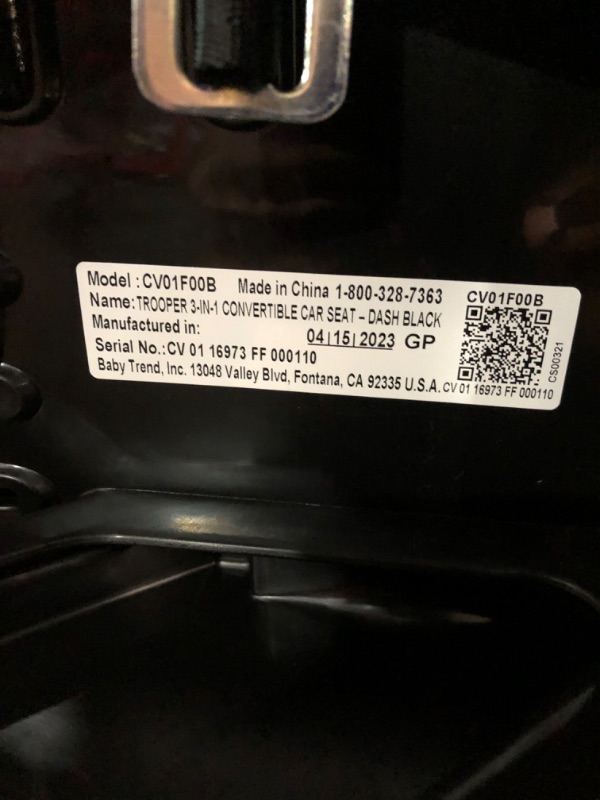 Model : CV01F00B Made in China 1-800-328-7363 CV01F00B
Name: TROOPER 3-IN-1 CONVERTIBLE CAR SEAT – DASH BLACK
Manufactured in: 04|15|2023 GP
Serial No.: CV 01 16973 FF 000110
Baby Trend, Inc. 13048 Valley Blvd, Fontana, CA 92335 U.S.A. CV 01 16973 FF 000110
CS00321